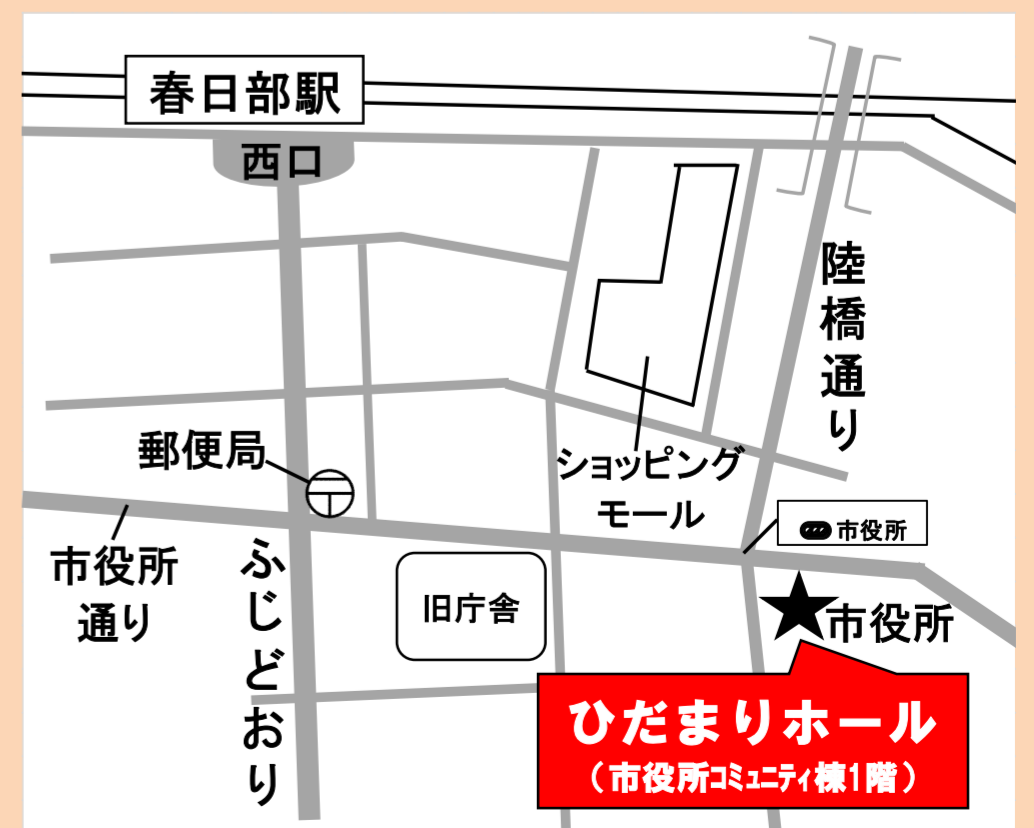 春日部駅
西口
陸橋通り
郵便局
ショッピング
モール
市役所
市役所
通り
ふじどおり
旧庁舎
市役所
ひだまりホール
（市役所コミュニティ棟1階）